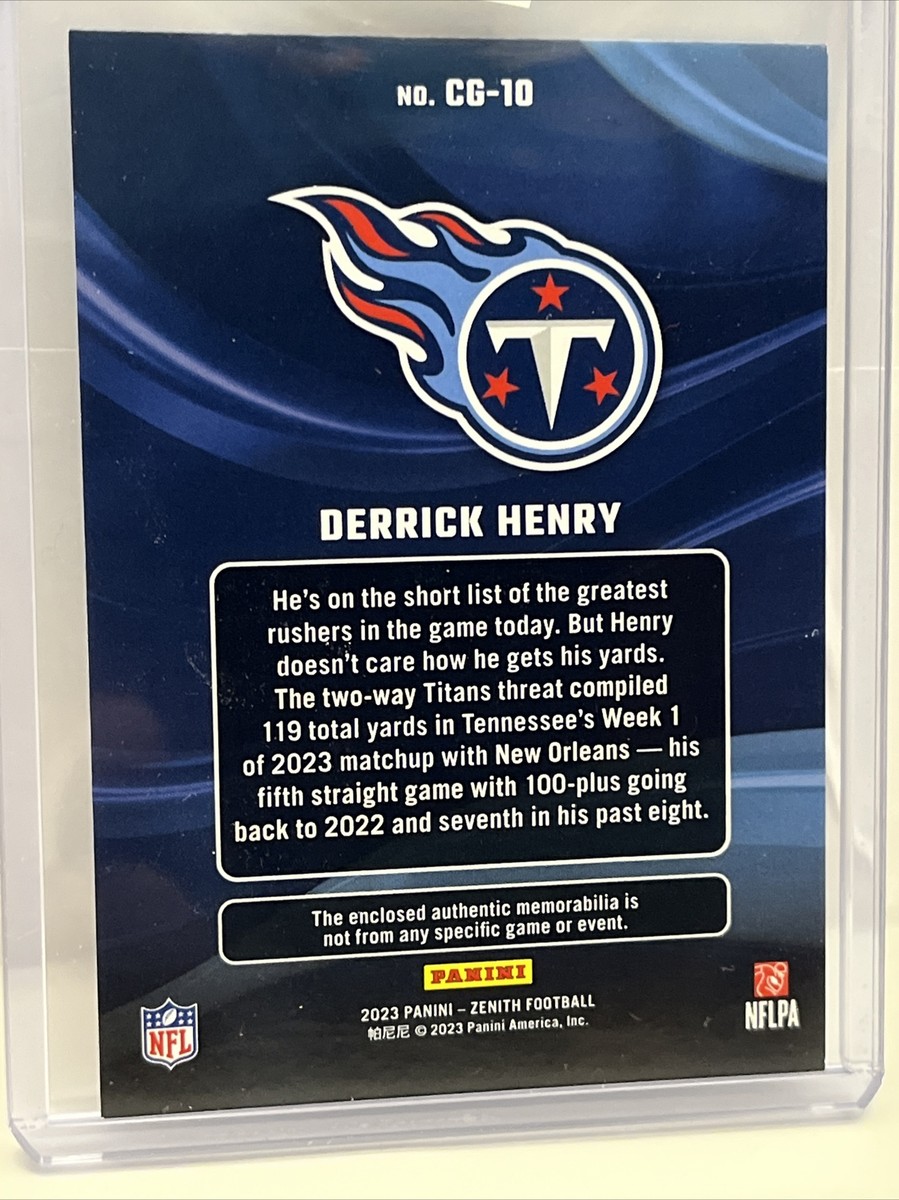 NO. CG-10
T
DERRICK HENRY
He's on the short list of the greatest
rushers in the game today. But Henry
doesn't care how he gets his yards.
The two-way Titans threat compiled
119 total yards in Tennessee's Week 1
of 2023 matchup with New Orleans — his
fifth straight game with 100-plus going
back to 2022 and seventh in his past eight.
The enclosed authentic memorabilia is
not from any specific game or event.
PANINI
2023 PANINI – ZENITH FOOTBALL
帕尼尼 © 2023 Panini America, Inc.
NFL
NFLPA